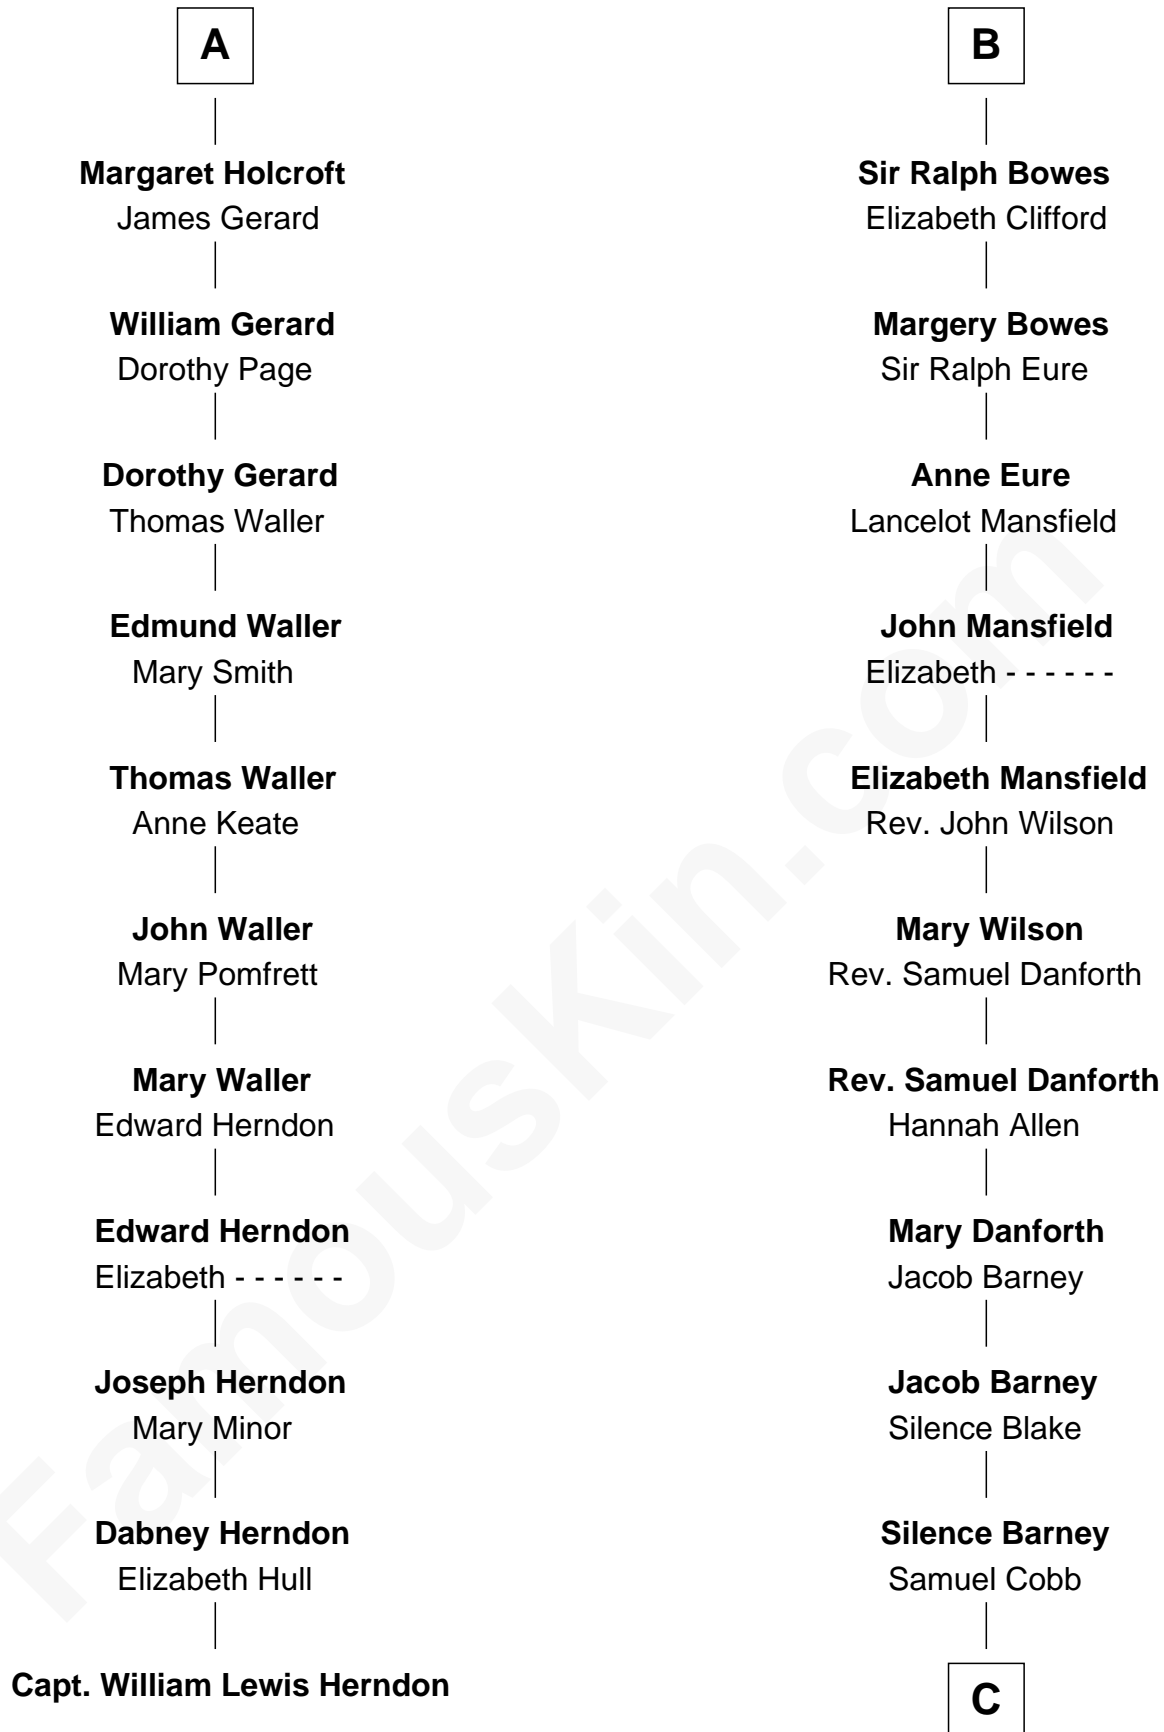 A
Margaret Holcroft
James Gerard
William Gerard
Dorothy Page
Dorothy Gerard
Thomas Waller
Edmund Waller
Mary Smith
Thomas Waller
Anne Keate
John Waller
Mary Pomfrett
Mary Waller
Edward Herndon
Edward Herndon
Elizabeth - - - - - -
Joseph Herndon
Mary Minor
Dabney Herndon
Elizabeth Hull
Capt. William Lewis Herndon
B
Sir Ralph Bowes
Elizabeth Clifford
Margery Bowes
Sir Ralph Eure
Anne Eure
Lancelot Mansfield
John Mansfield
Elizabeth - - - - - -
Elizabeth Mansfield
Rev. John Wilson
Mary Wilson
Rev. Samuel Danforth
Rev. Samuel Danforth
Hannah Allen
Mary Danforth
Jacob Barney
Jacob Barney
Silence Blake
Silence Barney
Samuel Cobb
C
FamousKin.com